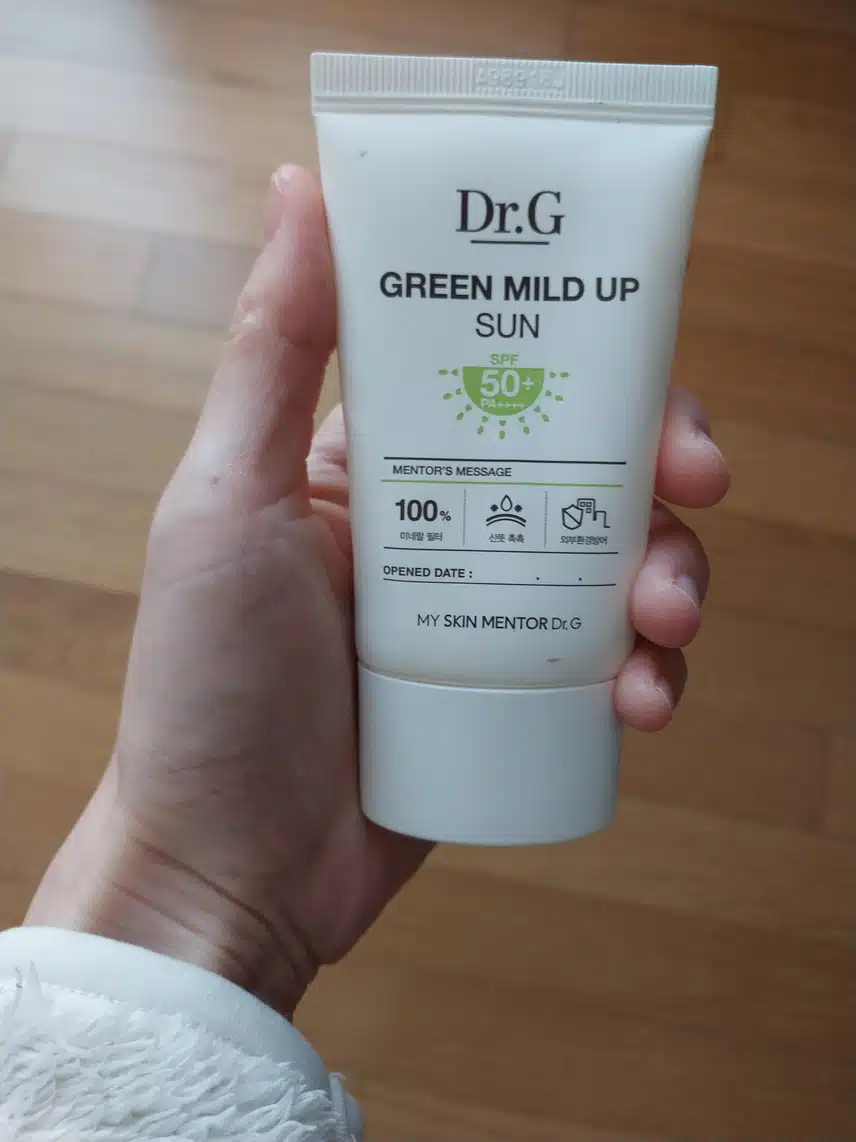 Dr.G
GREEN MILD UP
SUN
SPF
50+
PA++++
MENTOR'S MESSAGE
100%
미네랄 필터
산뜻 촉촉
외부환경방어
OPENED DATE : . .
MY SKIN MENTOR Dr.G